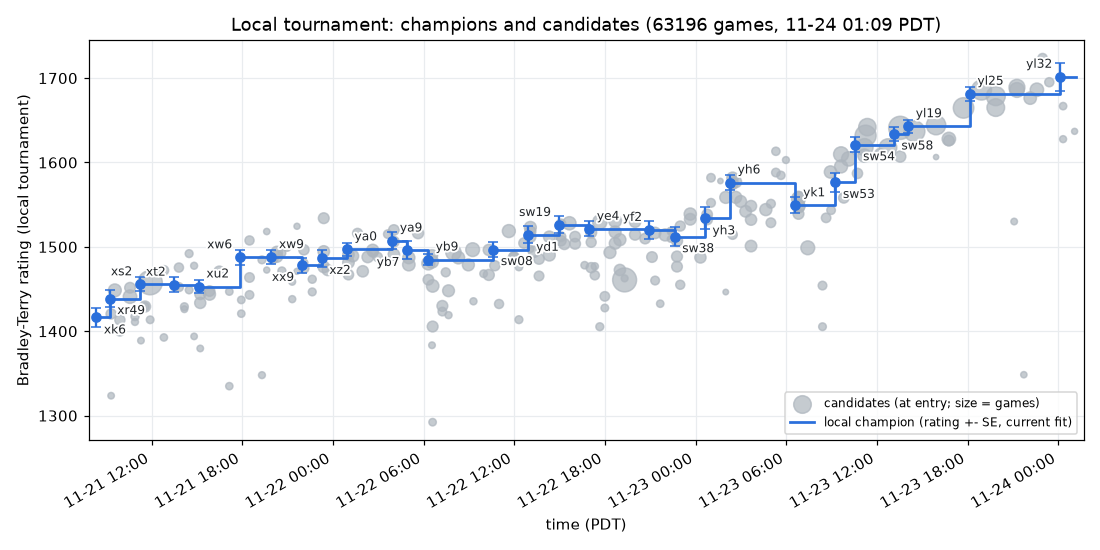 Local tournament: champions and candidates (63196 games, 11-24 01:09 PDT)
Bradley-Terry rating (local tournament)
1700
1600
1500
1400
1300
yl32
yl25
yl19
sw58
sw54
yh6
yk1
sw53
sw19
ye4
yf2
yh3
sw38
ya9
ya0
yb9
yd1
xw6
xw9
yb7
sw08
xs2
xt2
xu2
xx9
xz2
xr49
xk6
candidates (at entry; size = games)
local champion (rating +- SE, current fit)
11-21 12:00
11-21 18:00
11-22 00:00
11-22 06:00
11-22 12:00
11-22 18:00
11-23 00:00
11-23 06:00
11-23 12:00
11-23 18:00
11-24 00:00
time (PDT)